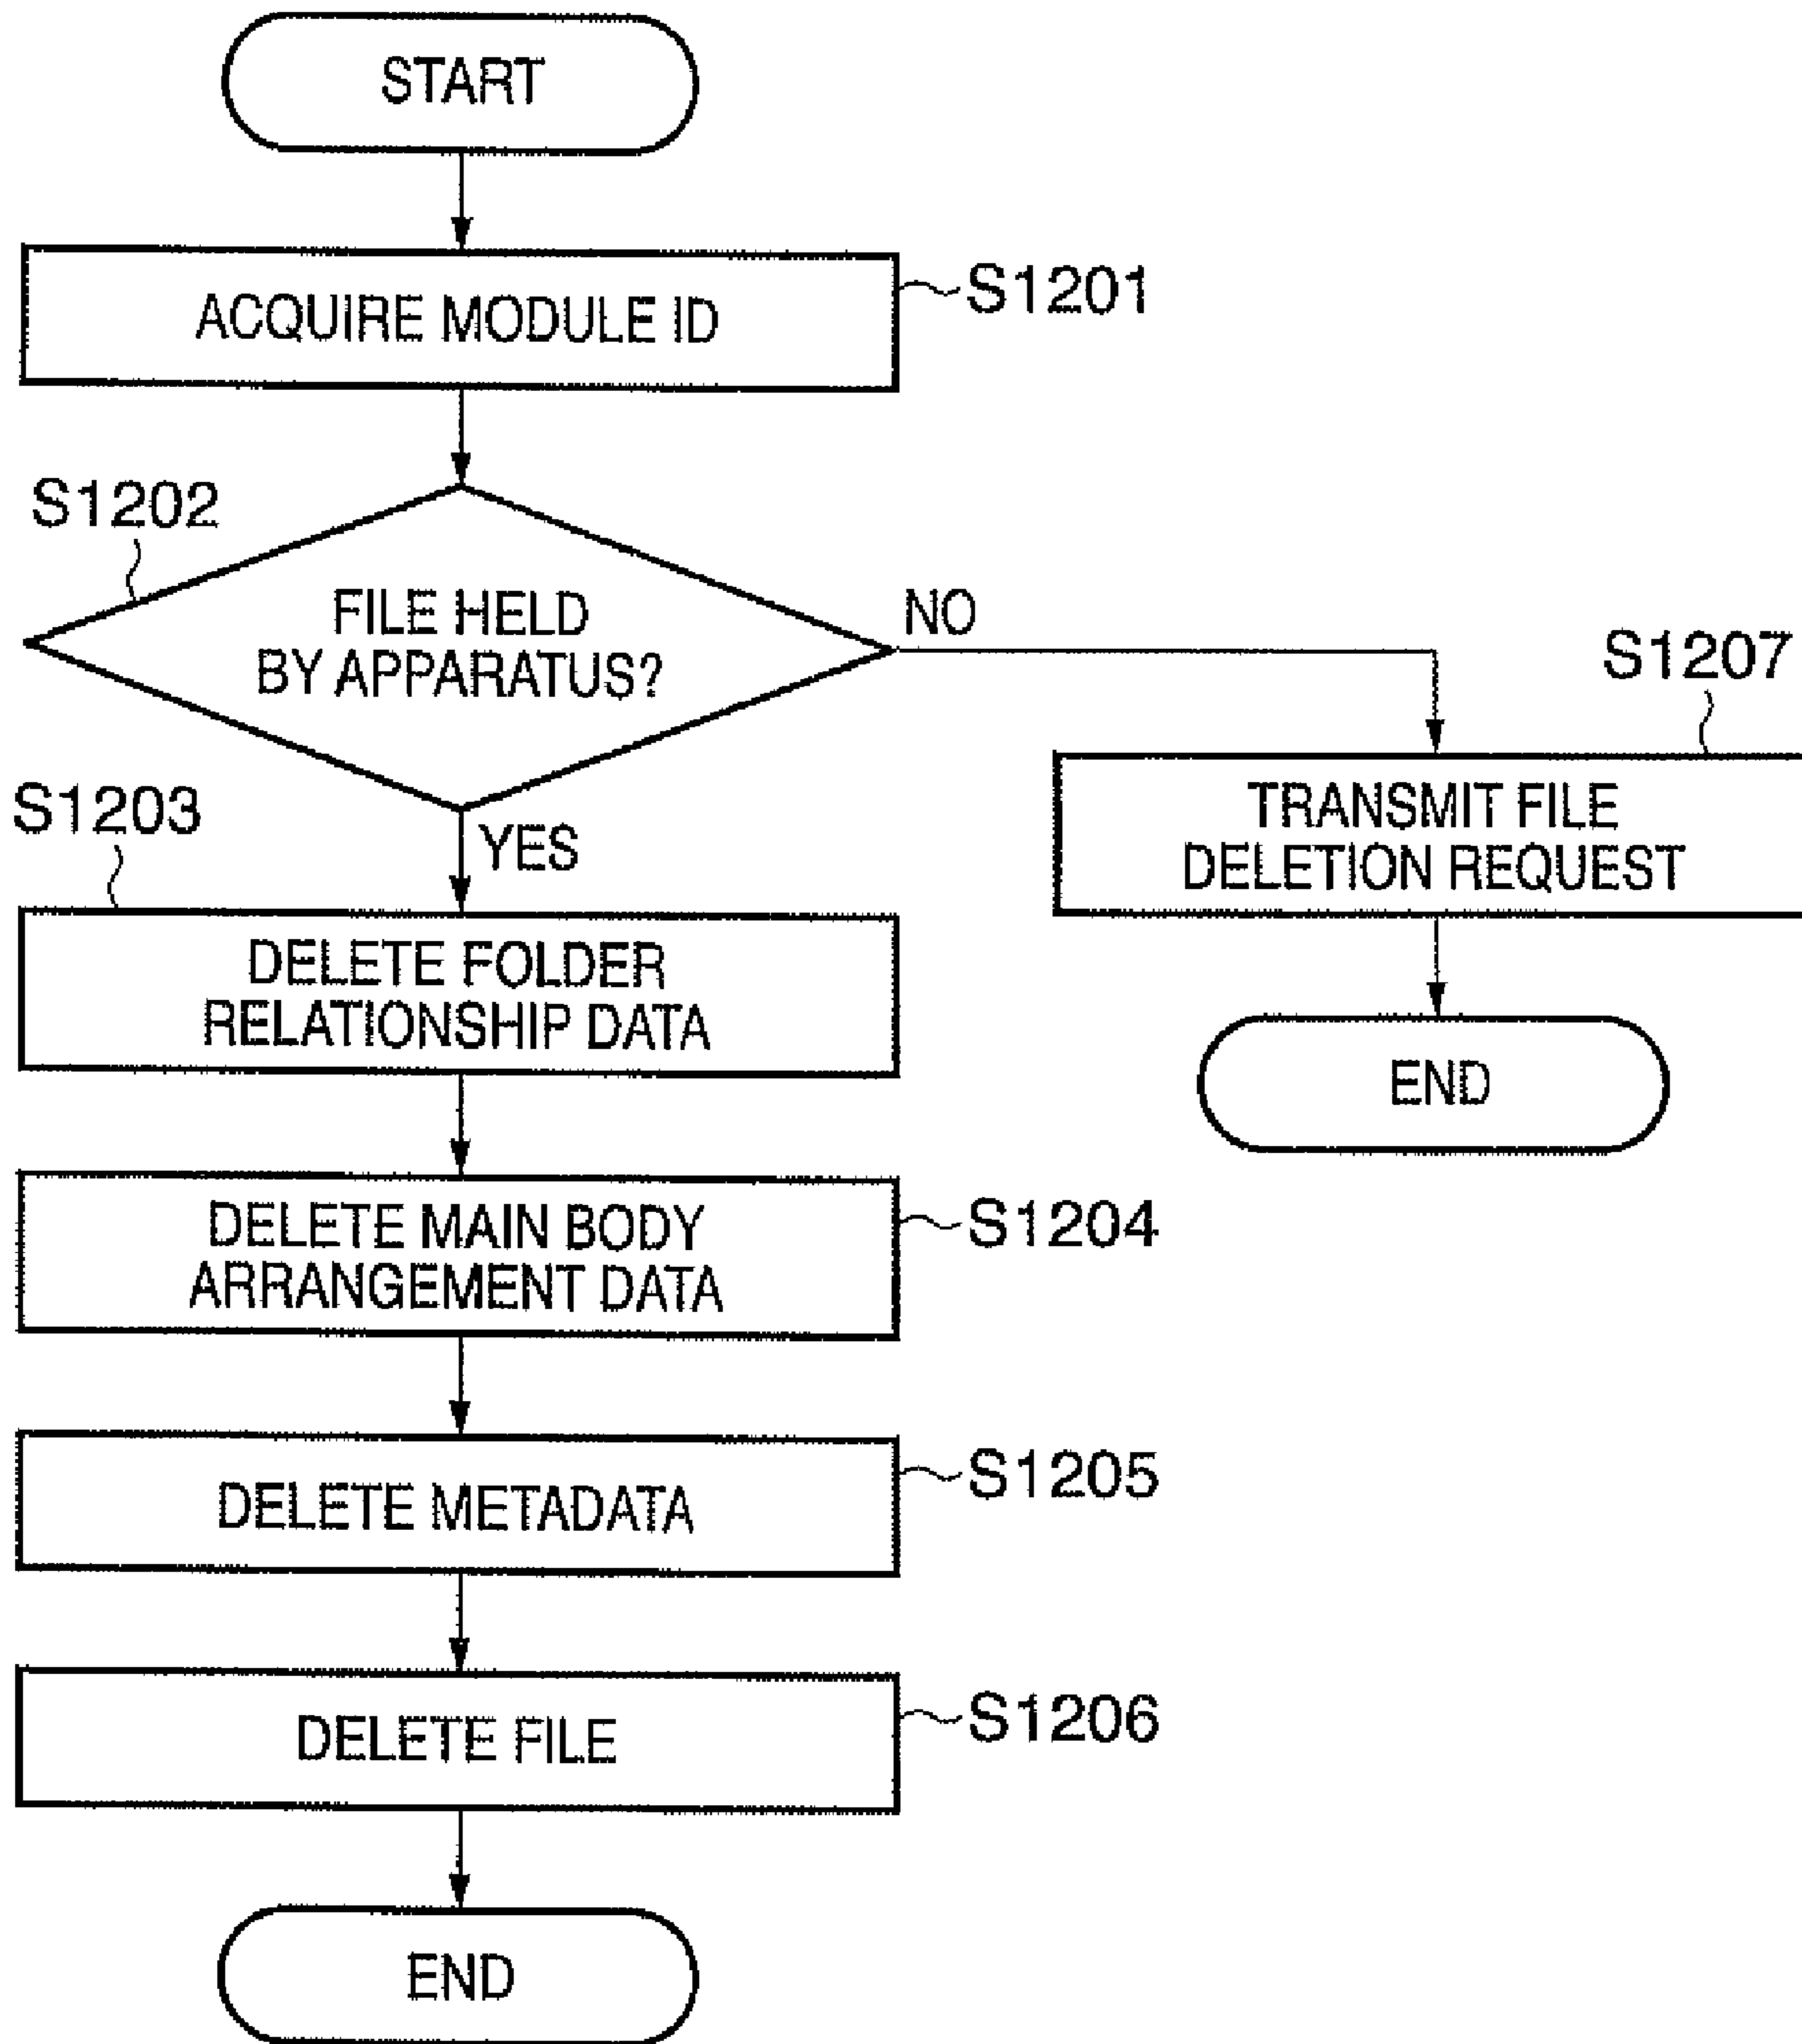 START
ACQUIRE MODULE ID
S1201
S1202
FILE HELD
BY APPARATUS?
NO
YES
S1207
TRANSMIT FILE
DELETION REQUEST
END
S1203
DELETE FOLDER
RELATIONSHIP DATA
DELETE MAIN BODY
ARRANGEMENT DATA
S1204
DELETE METADATA
S1205
DELETE FILE
S1206
END